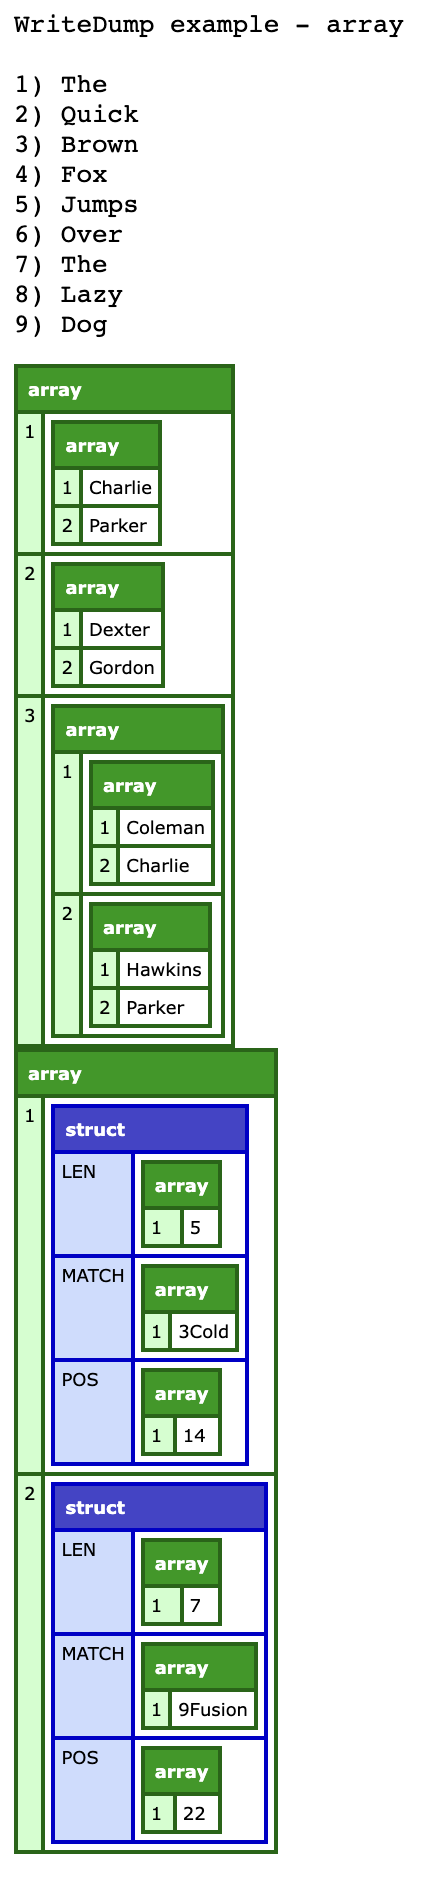 WriteDump example - array
1) The
2) Quick
3) Brown
4) Fox
5) Jumps
6) Over
7) The
8) Lazy
9) Dog
array
1
array
1 Charlie
2 Parker
2
array
1 Dexter
2 Gordon
3
array
1
array
1 Coleman
2 Charlie
2
array
1 Hawkins
2 Parker
array
1
struct
LEN
array
1 5
MATCH
array
1 3Cold
POS
array
1 14
2
struct
LEN
array
1 7
MATCH
array
1 9Fusion
POS
array
1 22